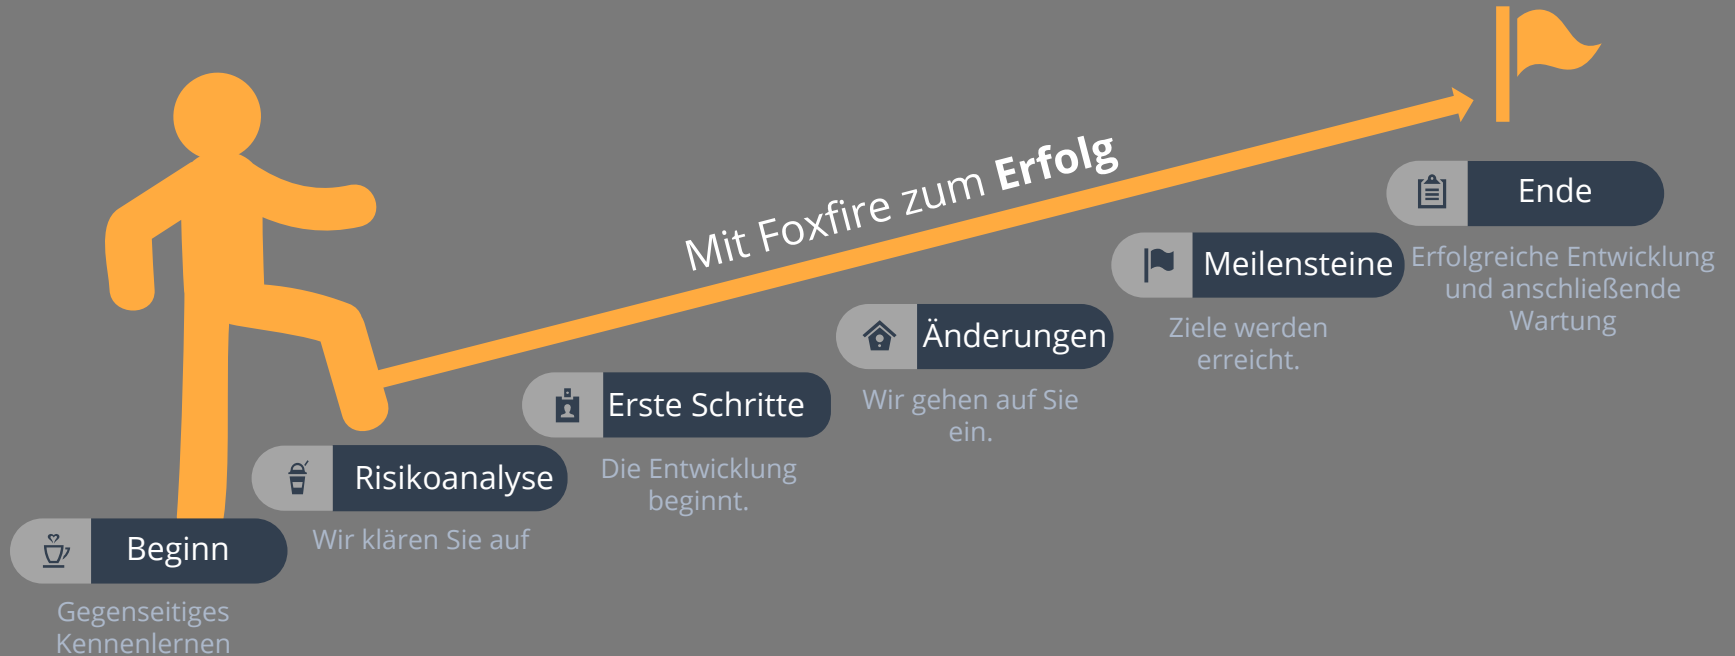 Mit Foxfire zum Erfolg
Beginn
Gegenseitiges
Kennenlernen
Risikoanalyse
Wir klären Sie auf
Erste Schritte
Die Entwicklung
beginnt.
Änderungen
Wir gehen auf Sie
ein.
Meilensteine
Ziele werden
erreicht.
Ende
Erfolgreiche Entwicklung
und anschließende
Wartung